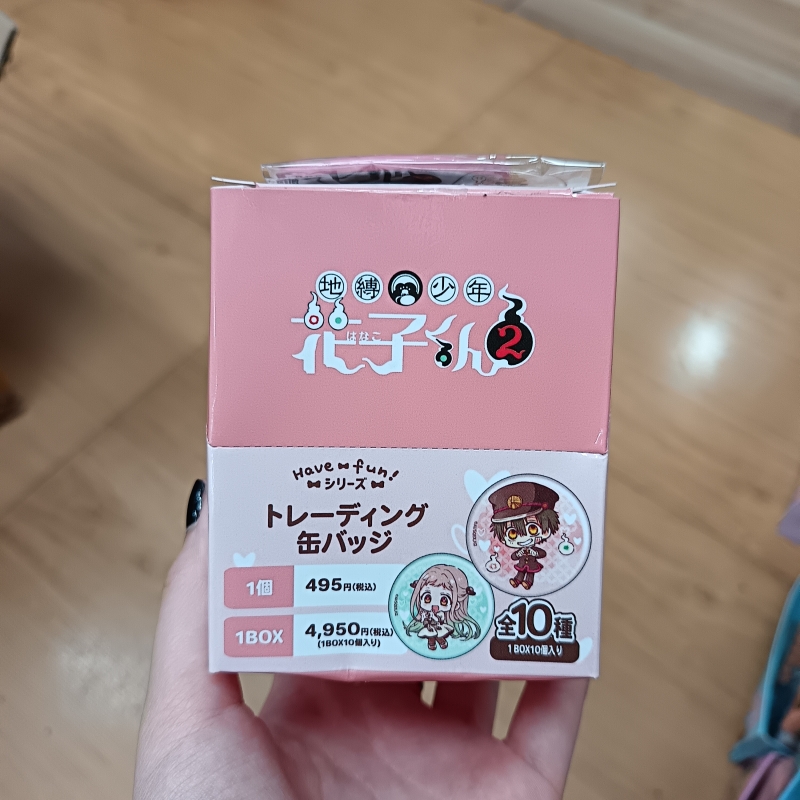 地縛少年
はなこ
花子くん2
Have fun!
シリーズ
トレーディング
缶バッジ
1個 495円(税込)
1BOX 4,950円(税込)
(1BOX10個入り)
全10種
1BOX10個入り